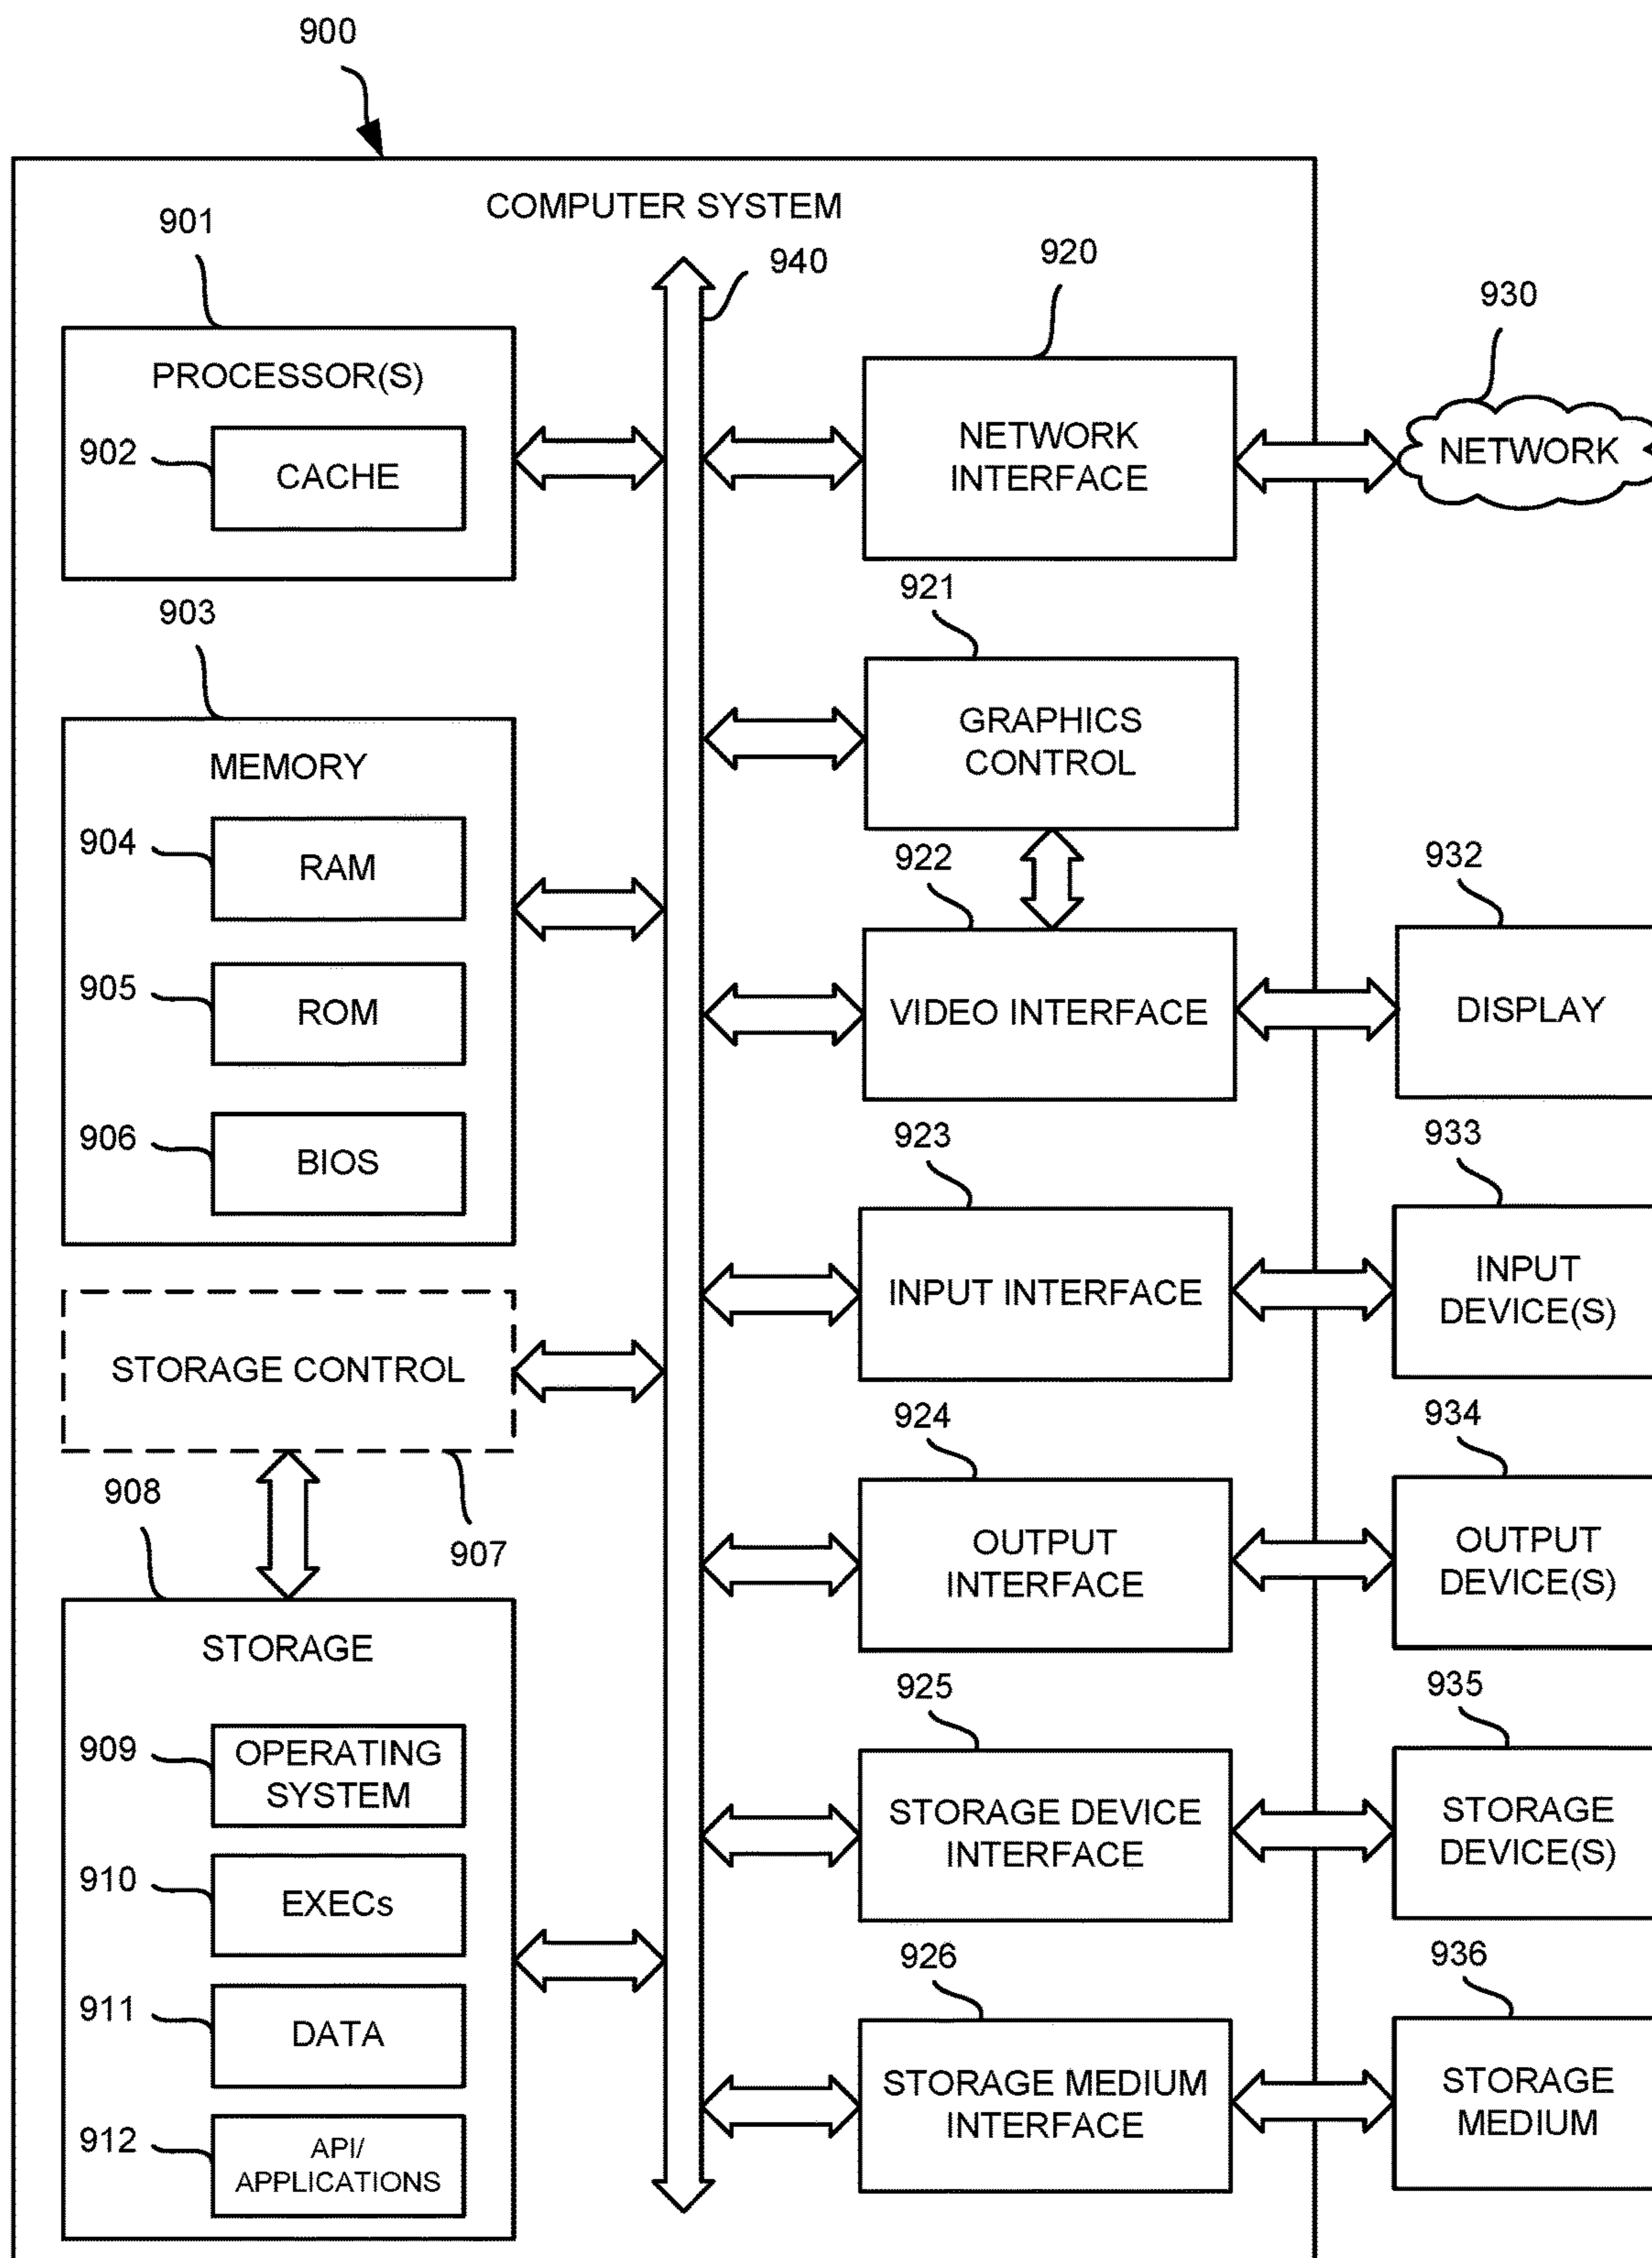 900
COMPUTER SYSTEM
901
940
920
930
PROCESSOR(S)
902
CACHE
NETWORK
INTERFACE
NETWORK
903
921
MEMORY
GRAPHICS
CONTROL
904
RAM
922
932
905
ROM
VIDEO INTERFACE
DISPLAY
906
BIOS
923
933
INPUT INTERFACE
INPUT
DEVICE(S)
STORAGE CONTROL
907
924
934
908
OUTPUT
INTERFACE
OUTPUT
DEVICE(S)
STORAGE
925
935
909
OPERATING
SYSTEM
STORAGE DEVICE
INTERFACE
STORAGE
DEVICE(S)
910
EXECs
926
936
911
DATA
STORAGE MEDIUM
INTERFACE
STORAGE
MEDIUM
912
API/
APPLICATIONS